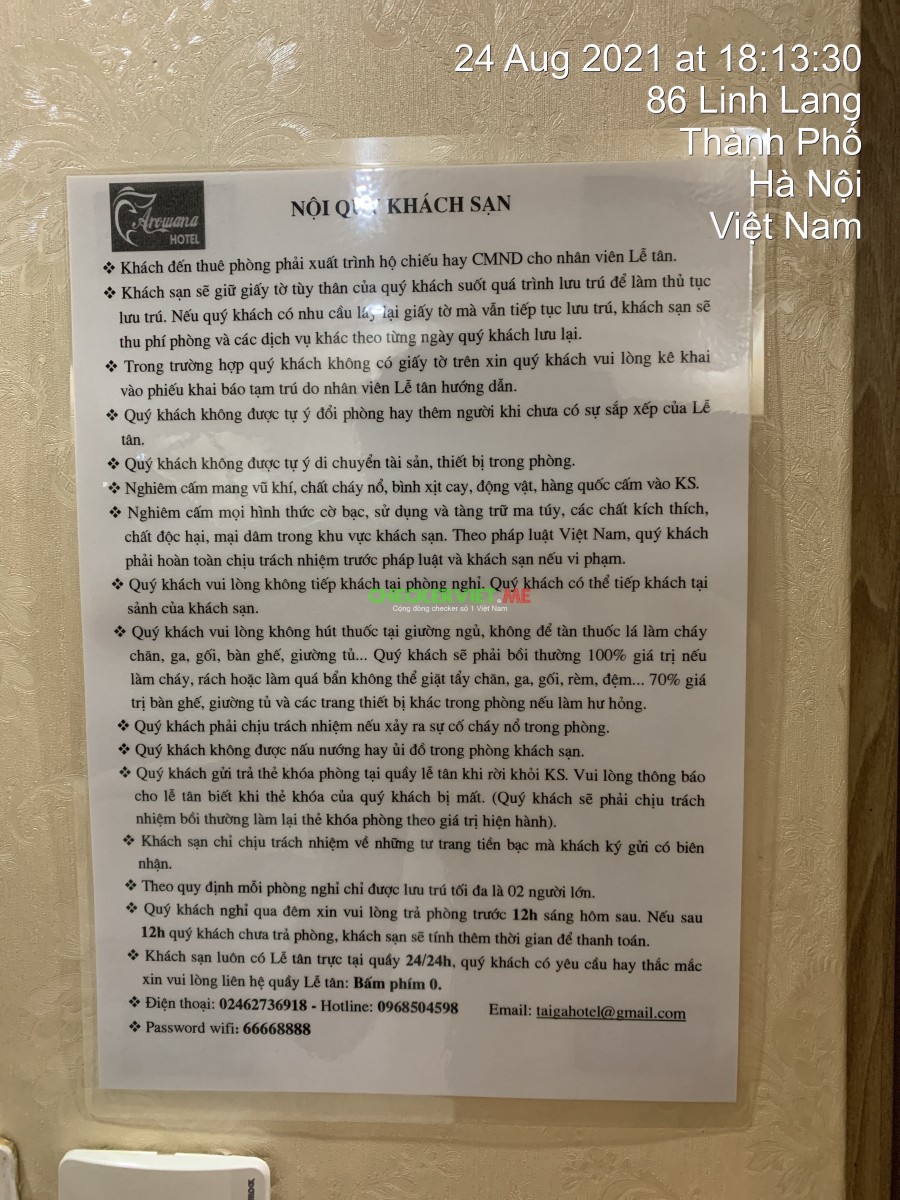 24 Aug 2021 at 18:13:30
86 Linh Lang
Thành Phố
Hà Nội
Việt Nam
Arowana
HOTEL
NỘI QUY KHÁCH SẠN
❖ Khách đến thuê phòng phải xuất trình hộ chiếu hay CMND cho nhân viên Lễ tân.
❖ Khách sạn sẽ giữ giấy tờ tùy thân của quý khách suốt quá trình lưu trú để làm thủ tục
lưu trú. Nếu quý khách có nhu cầu lấy lại giấy tờ mà vẫn tiếp tục lưu trú, khách sạn sẽ
thu phí phòng và các dịch vụ khác theo từng ngày quý khách lưu lại.
❖ Trong trường hợp quý khách không có giấy tờ trên xin quý khách vui lòng kê khai
vào phiếu khai báo tạm trú do nhân viên Lễ tân hướng dẫn.
❖ Quý khách không được tự ý đổi phòng hay thêm người khi chưa có sự sắp xếp của Lễ
tân.
❖ Quý khách không được tự ý di chuyển tài sản, thiết bị trong phòng.
❖ Nghiêm cấm mang vũ khí, chất cháy nổ, bình xịt cay, động vật, hàng quốc cấm vào KS.
❖ Nghiêm cấm mọi hình thức cờ bạc, sử dụng và tàng trữ ma túy, các chất kích thích,
chất độc hại, mại dâm trong khu vực khách sạn. Theo pháp luật Việt Nam, quý khách
phải hoàn toàn chịu trách nhiệm trước pháp luật và khách sạn nếu vi phạm.
❖ Quý khách vui lòng không tiếp khách tại phòng nghỉ. Quý khách có thể tiếp khách tại
sảnh của khách sạn.
CHECKERVIET.ME
Cộng đồng checker số 1 Việt Nam
❖ Quý khách vui lòng không hút thuốc tại giường ngủ, không để tàn thuốc lá làm cháy
chăn, ga, gối, bàn ghế, giường tủ... Quý khách sẽ phải bồi thường 100% giá trị nếu
làm cháy, rách hoặc làm quá bẩn không thể giặt tẩy chăn, ga, gối, rèm, đệm... 70% giá
trị bàn ghế, giường tủ và các trang thiết bị khác trong phòng nếu làm hư hỏng.
❖ Quý khách phải chịu trách nhiệm nếu xảy ra sự cố cháy nổ trong phòng.
❖ Quý khách không được nấu nướng hay ủi đồ trong phòng khách sạn.
❖ Quý khách gửi trả thẻ khóa phòng tại quầy lễ tân khi rời khỏi KS. Vui lòng thông báo
cho lễ tân biết khi thẻ khóa của quý khách bị mất. (Quý khách sẽ phải chịu trách
nhiệm bồi thường làm lại thẻ khóa phòng theo giá trị hiện hành).
❖ Khách sạn chỉ chịu trách nhiệm về những tư trang tiền bạc mà khách ký gửi có biên
nhận.
❖ Theo quy định mỗi phòng nghỉ chỉ được lưu trú tối đa là 02 người lớn.
❖ Quý khách nghỉ qua đêm xin vui lòng trả phòng trước 12h sáng hôm sau. Nếu sau
12h quý khách chưa trả phòng, khách sạn sẽ tính thêm thời gian để thanh toán.
❖ Khách sạn luôn có Lễ tân trực tại quầy 24/24h, quý khách có yêu cầu hay thắc mắc
xin vui lòng liên hệ quầy Lễ tân: Bấm phím 0.
❖ Điện thoại: 02462736918 - Hotline: 0968504598 Email: taigahotel@gmail.com
❖ Password wifi: 66668888